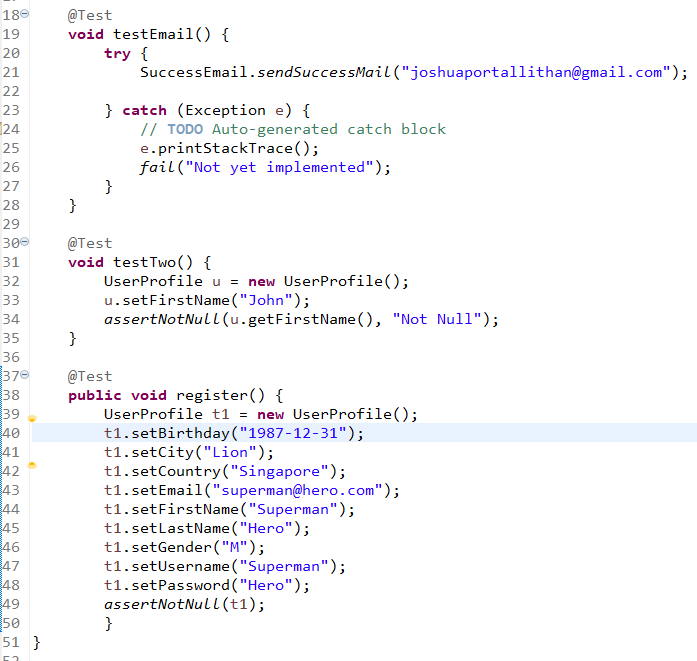 18 @Test
19 void testEmail() {
20 try {
21 SuccessEmail.sendSuccessMail("joshuaportallithan@gmail.com");
22
23 } catch (Exception e) {
24 // TODO Auto-generated catch block
25 e.printStackTrace();
26 fail("Not yet implemented");
27 }
28 }
29
30 @Test
31 void testTwo() {
32 UserProfile u = new UserProfile();
33 u.setFirstName("John");
34 assertNotNull(u.getFirstName(), "Not Null");
35 }
36
37 @Test
38 public void register() {
39 UserProfile t1 = new UserProfile();
40 t1.setBirthday("1987-12-31");
41 t1.setCity("Lion");
42 t1.setCountry("Singapore");
43 t1.setEmail("superman@hero.com");
44 t1.setFirstName("Superman");
45 t1.setLastName("Hero");
46 t1.setGender("M");
47 t1.setUsername("Superman");
48 t1.setPassword("Hero");
49 assertNotNull(t1);
50 }
51 }